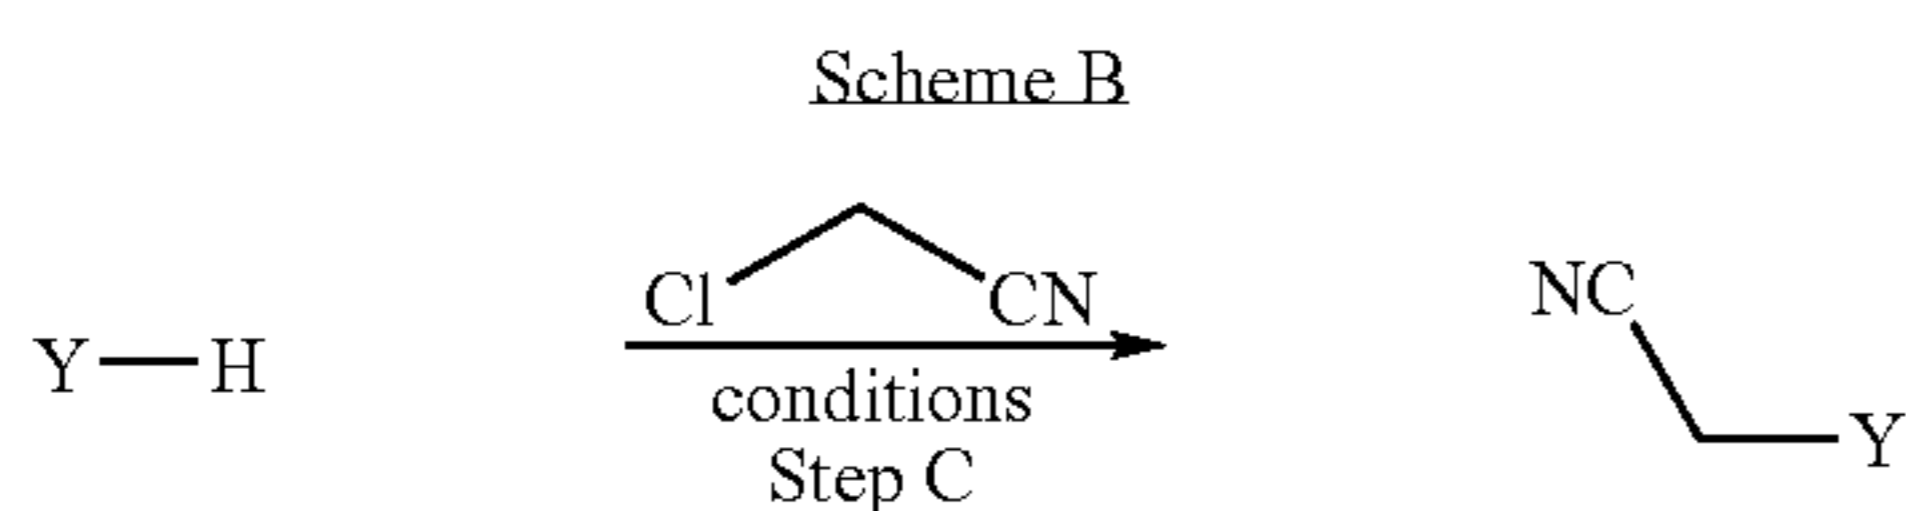 Scheme B
Cl CN
Y H
conditions
Step C
NC
Y